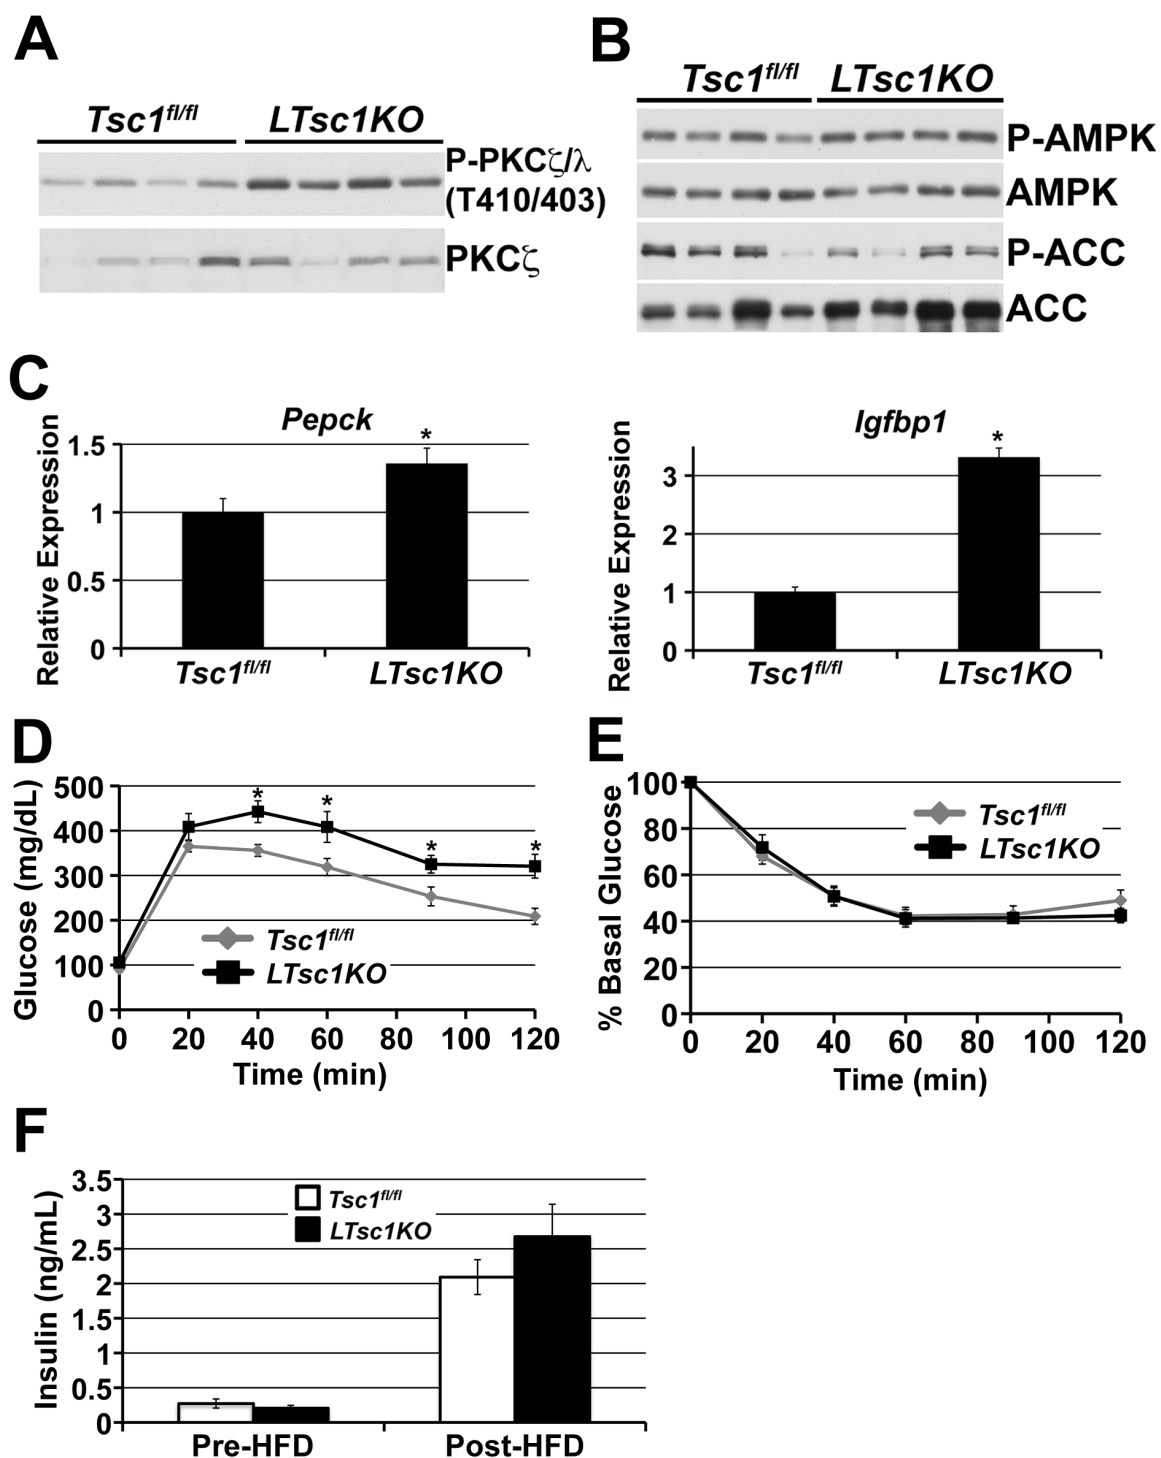 A
Tsc1fl/fl LTsc1KO
P-PKCζ/λ
(T410/403)
PKCζ
B
Tsc1fl/fl LTsc1KO
P-AMPK
AMPK
P-ACC
ACC
C
Pepck
Relative Expression
1.5
1
0.5
0
*
Tsc1fl/fl LTsc1KO
Igfbp1
Relative Expression
3
2
1
0
*
Tsc1fl/fl LTsc1KO
D
Glucose (mg/dL)
500
400
300
200
100
0
* * * *
Tsc1fl/fl
LTsc1KO
0 20 40 60 80 100 120
Time (min)
E
% Basal Glucose
100
80
60
40
20
0
Tsc1fl/fl
LTsc1KO
0 20 40 60 80 100 120
Time (min)
F
Insulin (ng/mL)
3.5
3
2.5
2
1.5
1
0.5
0
Tsc1fl/fl
LTsc1KO
Pre-HFD Post-HFD